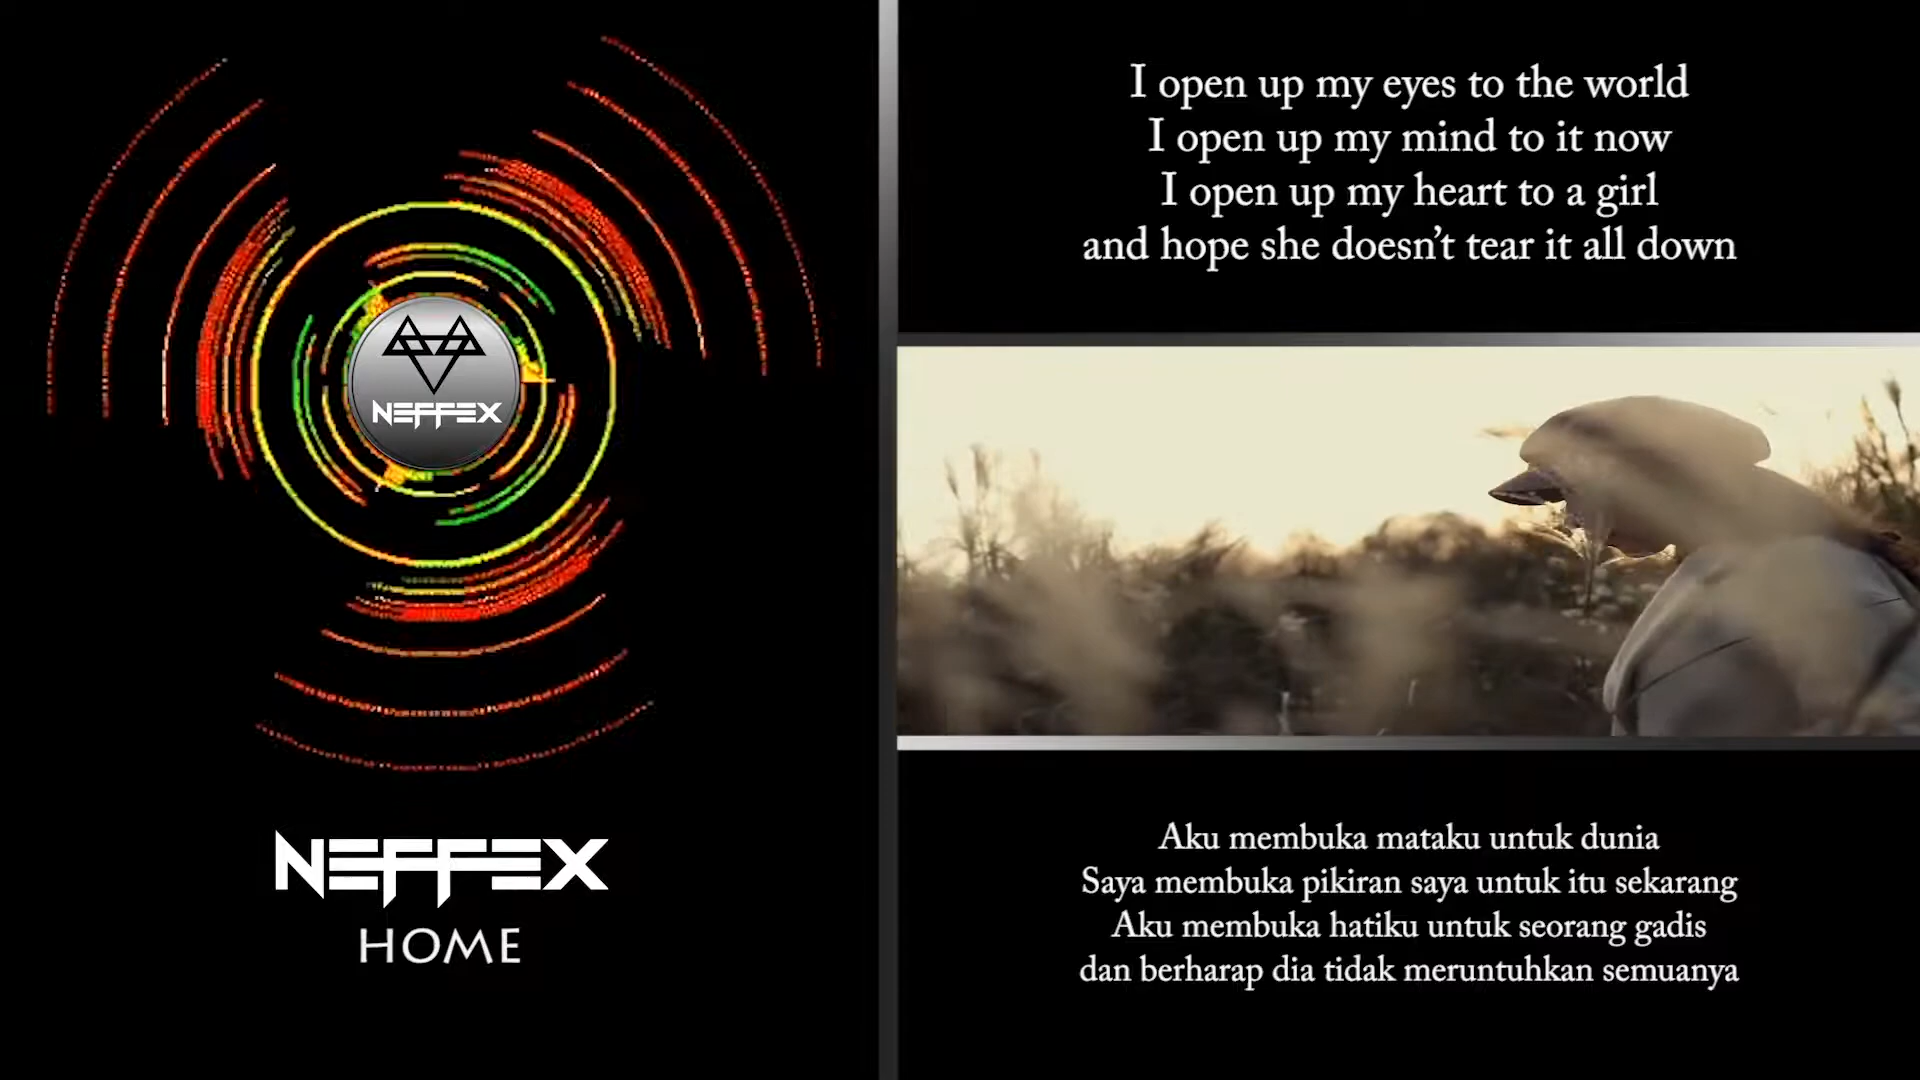 NEFFEX
NEFFEX
HOME
I open up my eyes to the world
I open up my mind to it now
I open up my heart to a girl
and hope she doesn't tear it all down
Aku membuka mataku untuk dunia
Saya membuka pikiran saya untuk itu sekarang
Aku membuka hatiku untuk seorang gadis
dan berharap dia tidak meruntuhkan semuanya